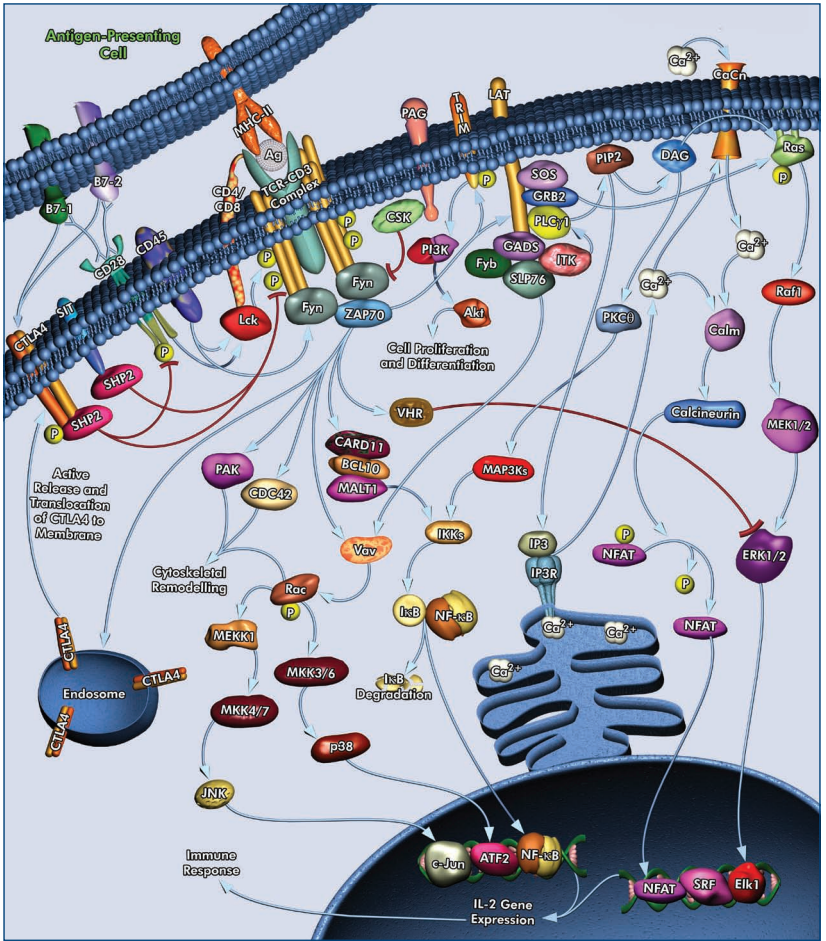 Antigen-Presenting
Cell
MHC-II
Ag
TCR-CD3
Complex
B7-1
B7-2
CD28
CD45
CD4/
CD8
CTLA4
SIT
SHP2
SHP2
P
P
Lck
P
P
Fyn
Fyn
ZAP70
P
P
CSK
PAG
TRIM
P
LAT
PI3K
Akt
Cell Proliferation
and Differentiation
SOS
GRB2
PLCγ1
GADS
ITK
Fyb
SLP76
PIP2
DAG
Ca2+
CaCn
Ras
P
Ca2+
Ca2+
Raf1
Calm
PKCθ
Calcineurin
MEK1/2
VHR
Active
Release and
Translocation
of CTLA4 to
Membrane
PAK
CDC42
CARD11
BCL10
MALT1
MAP3Ks
IKKs
Vav
Cytoskeletal
Remodelling
Rac
P
IP3
IP3R
P
NFAT
P
NFAT
ERK1/2
IκB
NF-κB
MEKK1
MKK3/6
IκB
Degradation
Ca2+
Ca2+
Ca2+
CTLA4
CTLA4
CTLA4
Endosome
MKK4/7
p38
JNK
c-Jun
ATF2
NF-κB
NFAT
SRF
Elk1
Immune
Response
IL-2 Gene
Expression